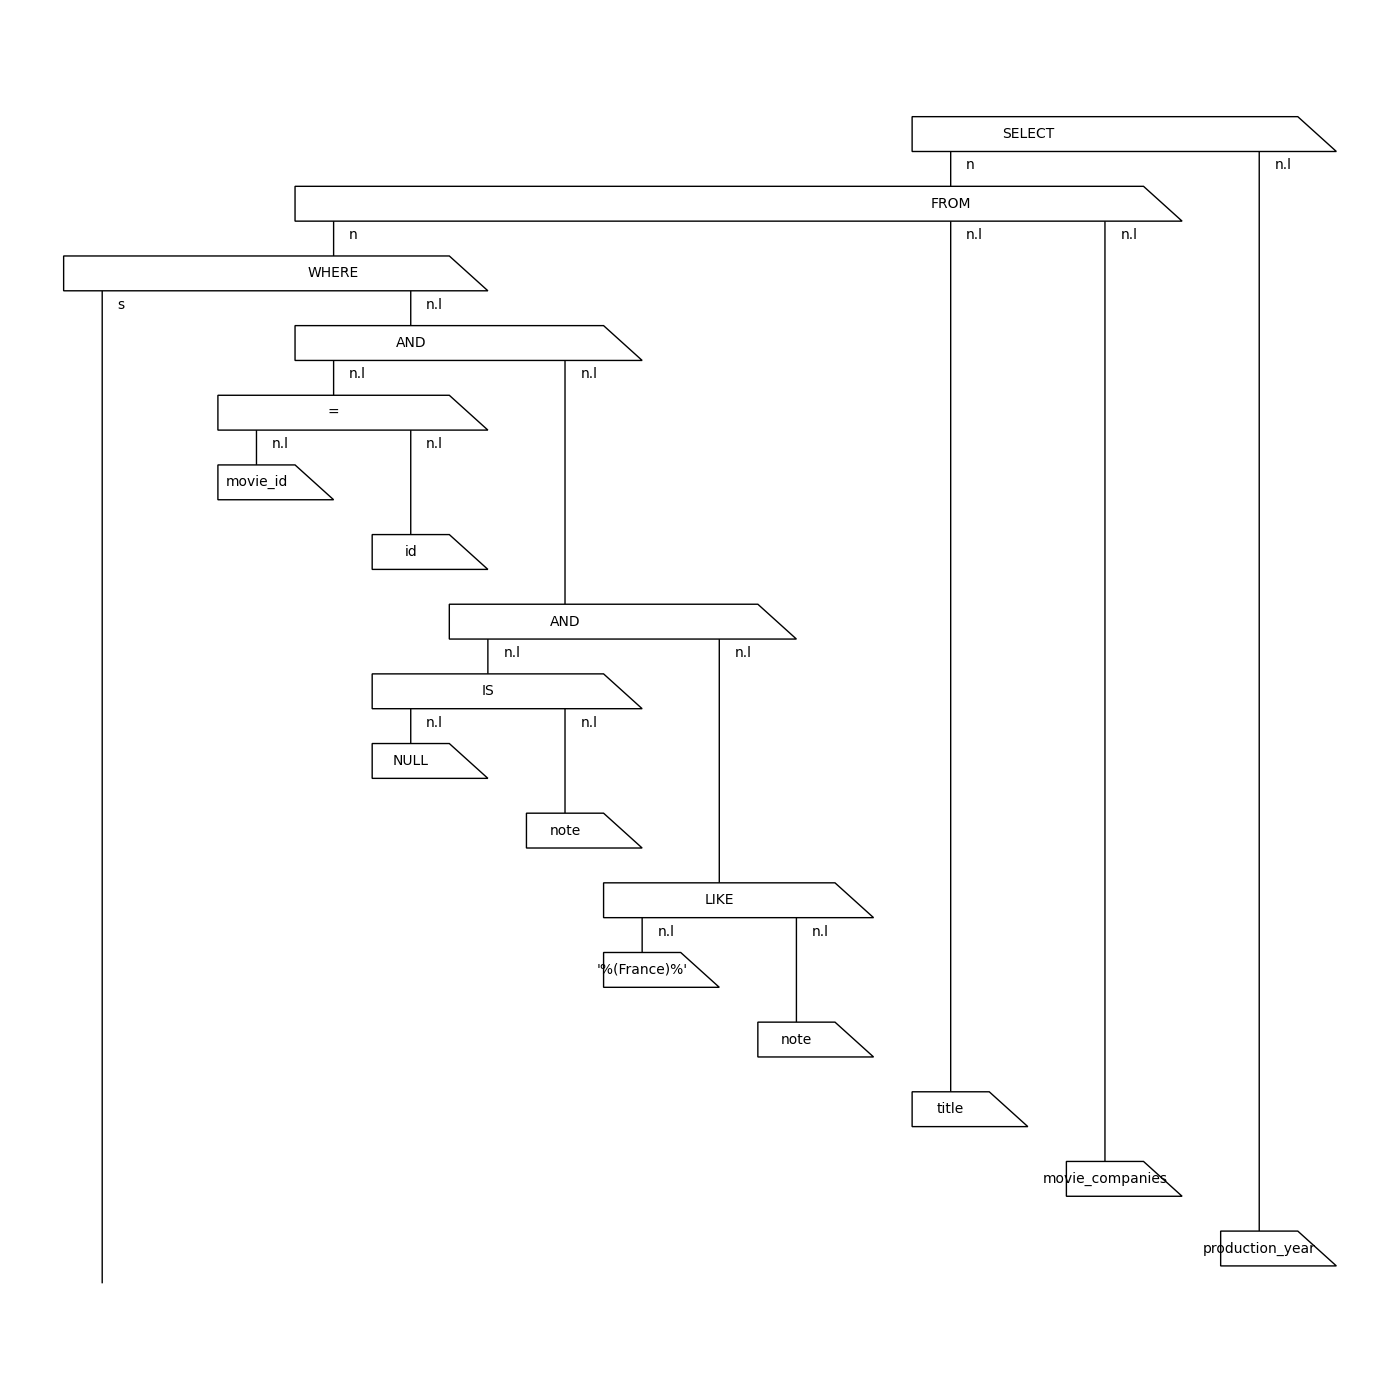 SELECT
n n.l
FROM
n n.l n.l
WHERE
s n.l
AND
n.l n.l
=
n.l n.l
movie_id
id
AND
n.l n.l
IS
n.l n.l
NULL
note
LIKE
n.l n.l
'%(France)%'
note
title
movie_companies
production_year